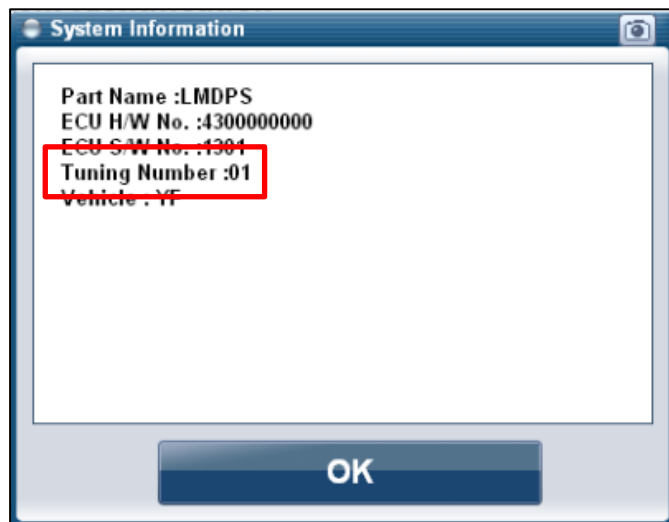 System Information
Part Name :LMDPS
ECU H/W No. :4300000000
ECU S/W No. :1301
Tuning Number :01
Vehicle : YF
OK